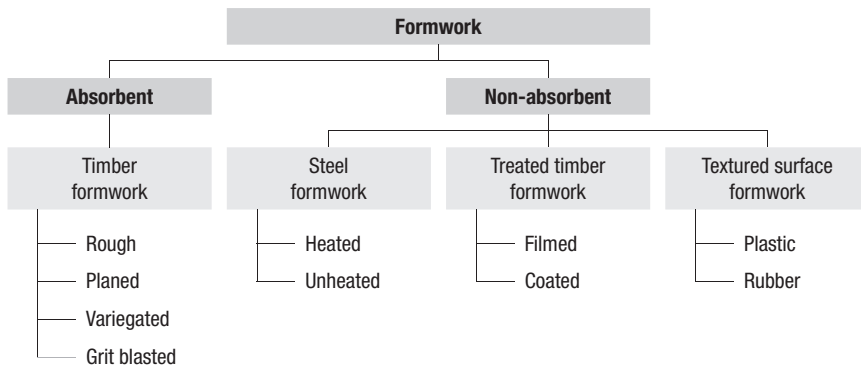 Formwork
Absorbent
Non-absorbent
Timber
formwork
Steel
formwork
Treated timber
formwork
Textured surface
formwork
Rough
Planed
Variegated
Grit blasted
Heated
Unheated
Filmed
Coated
Plastic
Rubber